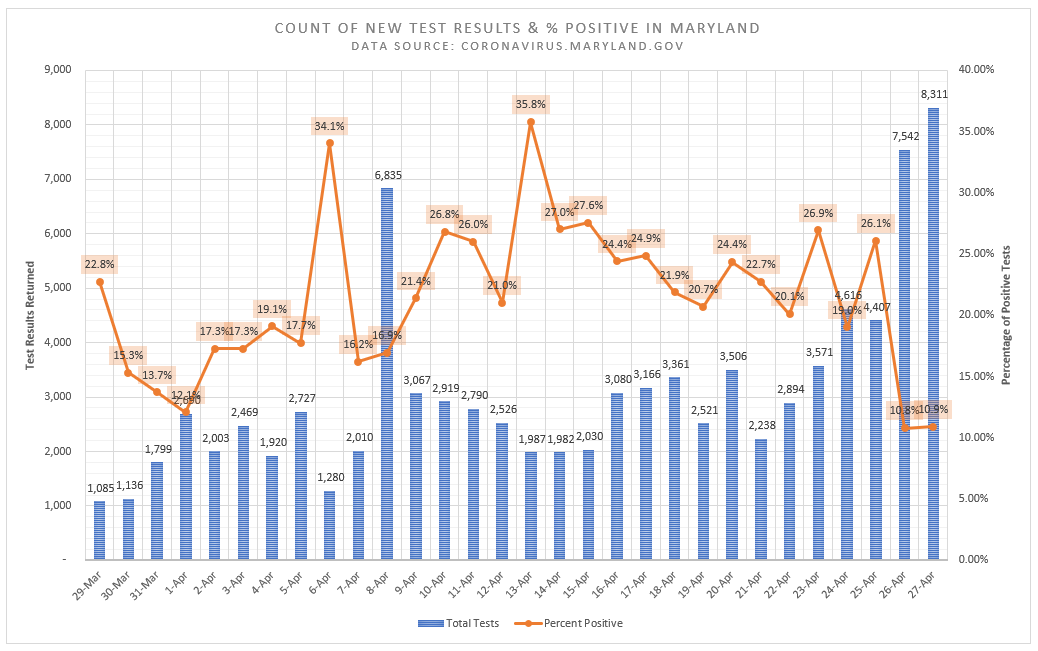 COUNT OF NEW TEST RESULTS & % POSITIVE IN MARYLAND
DATA SOURCE: CORONAVIRUS.MARYLAND.GOV
Test Results Returned
9,000
8,000
7,000
6,000
5,000
4,000
3,000
2,000
1,000
-
40.00%
35.00%
30.00%
25.00%
20.00%
15.00%
10.00%
5.00%
0.00%
Percentage of Positive Tests
22.8%
15.3%
13.7%
12.1%
17.3%
17.3%
19.1%
17.7%
34.1%
16.2%
16.9%
21.4%
26.8%
26.0%
21.0%
35.8%
27.0%
27.6%
24.4%
24.9%
21.9%
20.7%
24.4%
22.7%
20.1%
26.9%
19.0%
26.1%
10.8%
10.9%
1,085
1,136
1,799
2,003
2,469
1,920
2,727
1,280
2,010
6,835
3,067
2,919
2,790
2,526
1,987
1,982
2,030
3,080
3,166
3,361
2,521
3,506
2,238
2,894
3,571
4,616
4,407
7,542
8,311
29-Mar
30-Mar
31-Mar
1-Apr
2-Apr
3-Apr
4-Apr
5-Apr
6-Apr
7-Apr
8-Apr
9-Apr
10-Apr
11-Apr
12-Apr
13-Apr
14-Apr
15-Apr
16-Apr
17-Apr
18-Apr
19-Apr
20-Apr
21-Apr
22-Apr
23-Apr
24-Apr
25-Apr
26-Apr
27-Apr
Total Tests
Percent Positive